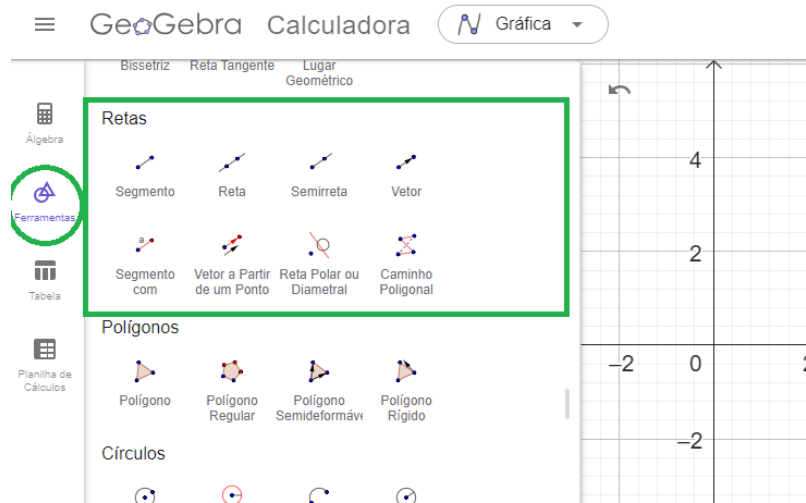 GeoGebra Calculadora Gráfica
Bissetriz Reta Tangente Lugar
Geométrico
Álgebra
Ferramentas
Tabela
Planilha de
Cálculos
Retas
Segmento Reta Semirreta Vetor
a
Segmento Vetor a Partir Reta Polar ou Caminho
com de um Ponto Diametral Poligonal
Polígonos
Polígono Polígono Polígono Polígono
Regular Semideformáve Rígido
Círculos
4
2
–2 0
–2